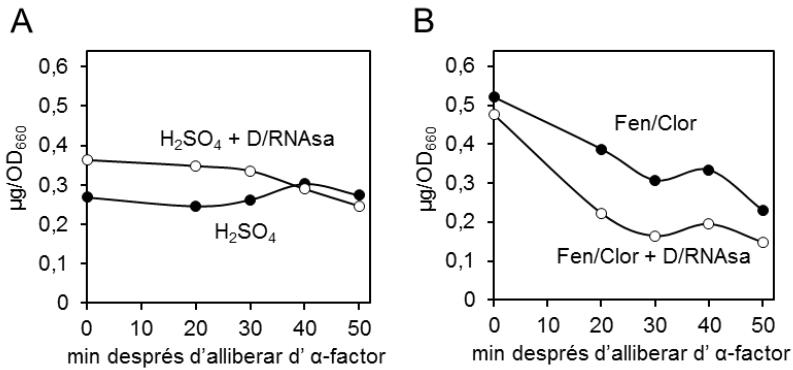 A
0,6
0,5
0,4
0,3
0,2
0,1
0
µg/OD660
H2SO4 + D/RNAsa
H2SO4
0 10 20 30 40 50
min després d'alliberar d' α-factor
B
0,6
0,5
0,4
0,3
0,2
0,1
0
µg/OD660
Fen/Clor
Fen/Clor + D/RNAsa
0 10 20 30 40 50
min després d'alliberar d' α-factor